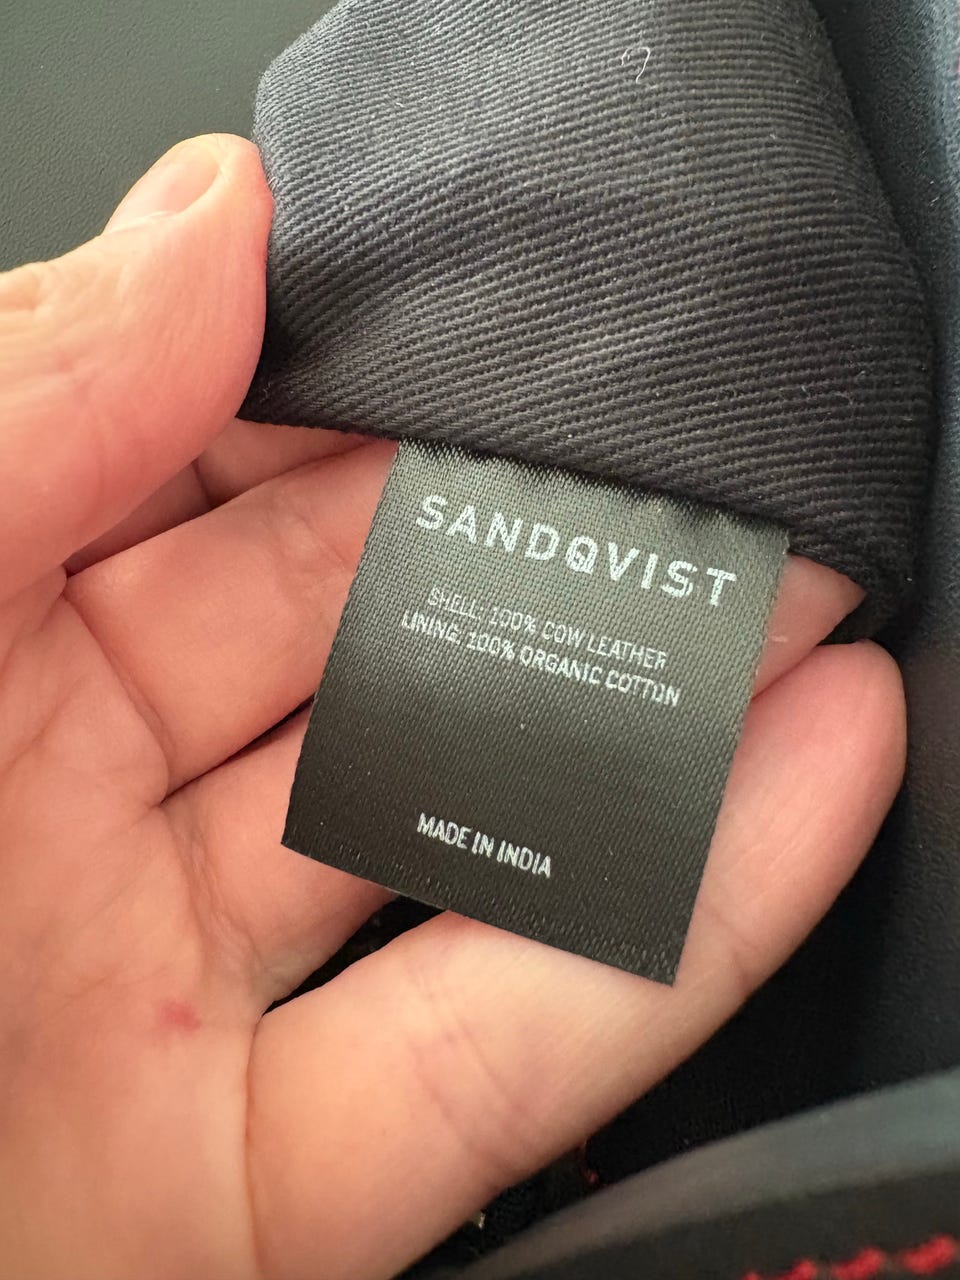 SANDQVIST
SHELL: 100% COW LEATHER
LINING: 100% ORGANIC COTTON
MADE IN INDIA